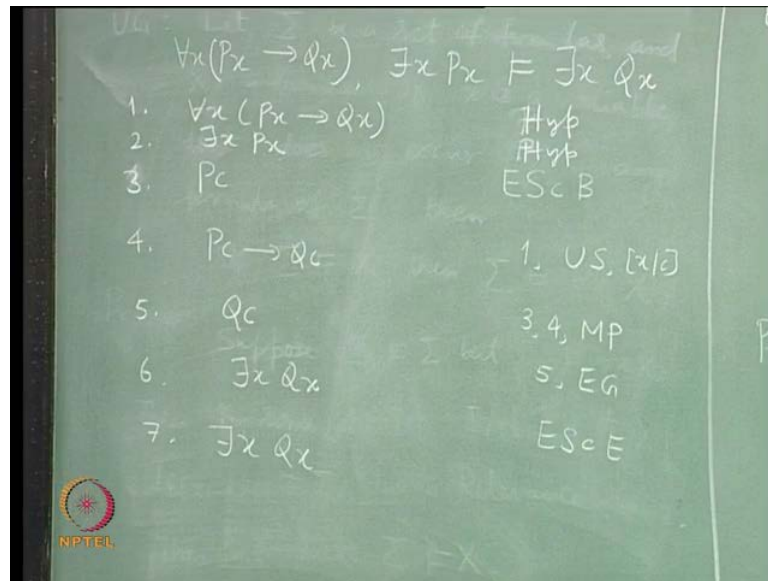 ∀x(Px → Qx), ∃x Px ⊨ ∃x Qx
1. ∀x(Px → Qx) Hyp
2. ∃x Px Hyp
3. Pc EScB
4. Pc → Qc 1, US, [x/c]
5. Qc 3,4, MP
6. ∃x Qx 5, EG
7. ∃x Qx EScE
NPTEL